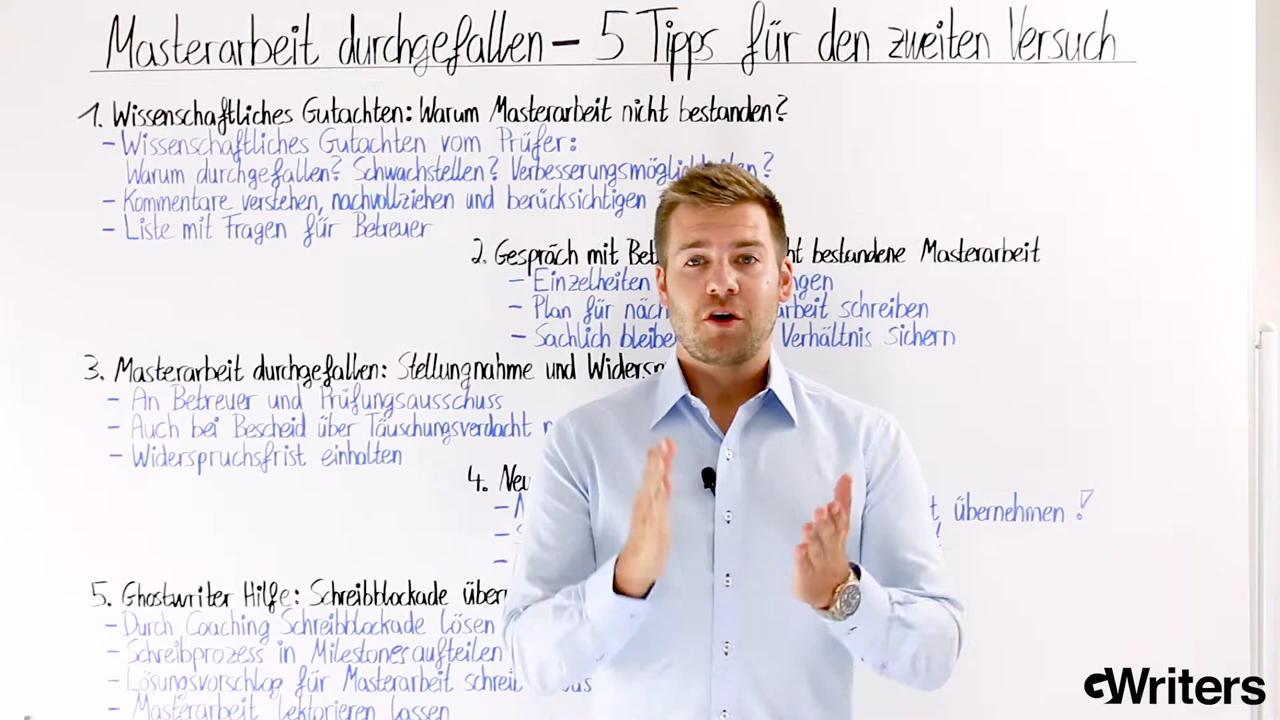 Masterarbeit durchgefallen – 5 Tipps für den zweiten Versuch
1. Wissenschaftliches Gutachten: Warum Masterarbeit nicht bestanden?
– Wissenschaftliches Gutachten vom Prüfer:
Warum durchgefallen? Schwachstellen? Verbesserungsmöglichkeiten?
– Kommentare verstehen, nachvollziehen und berücksichtigen
– Liste mit Fragen für Betreuer
2. Gespräch mit bestandene Masterarbeit
– Einzelheiten
– Plan für schreiben
– Sachlich Verhältnis sichern
3. Masterarbeit durchgefallen: Stellungnahme und
– An Betreuer und Prüfungsausschuss
– Auch bei Bescheid über Täuschungsverdacht
– Widerspruchsfrist einhalten
4.
übernehmen!
5. Ghostwriter Hilfe: Schreibblockade
– Durch Coaching Schreibblockade lösen
– Schreibprozess in Milestones aufteilen
– Lösungsvorschlag für Masterarbeit
– Masterarbeit lektorieren lassen
GWriters